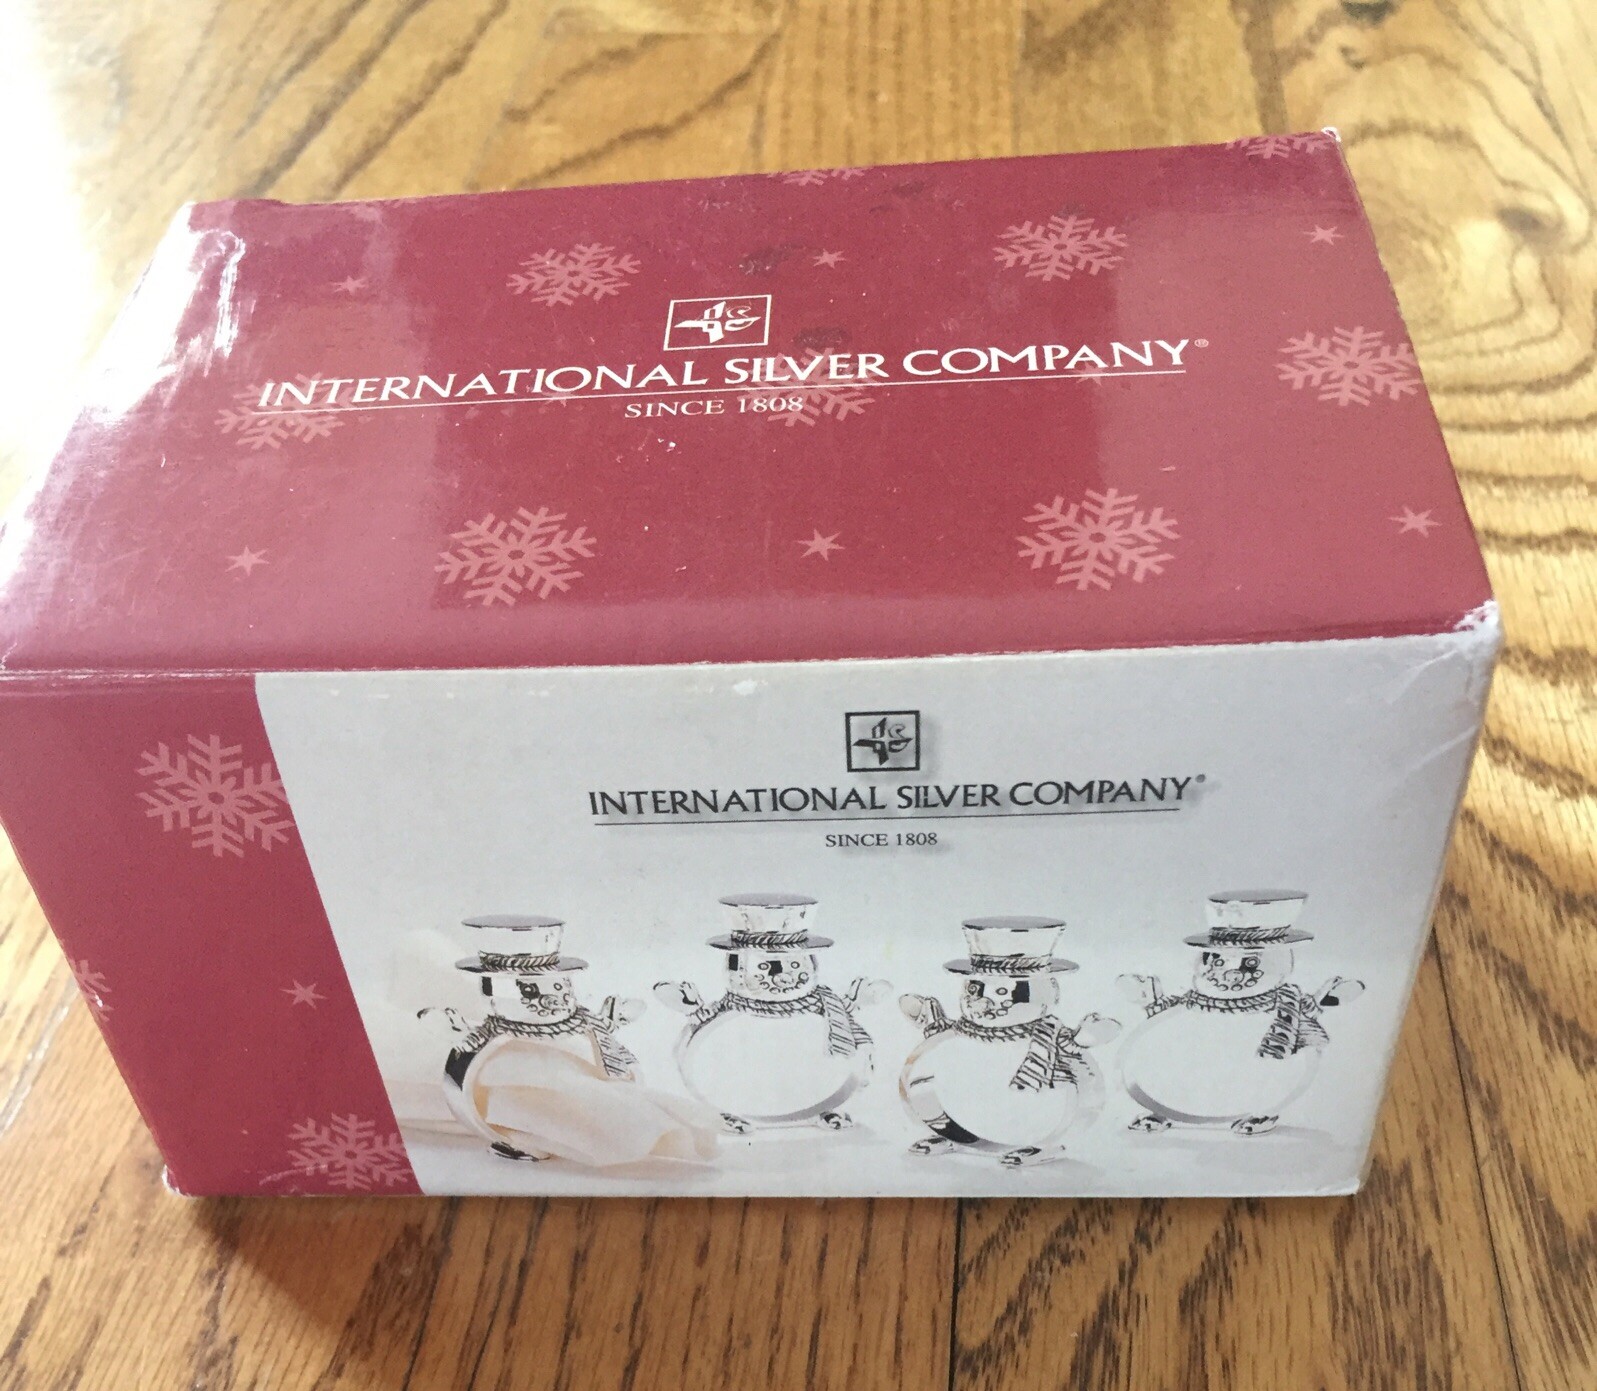 INTERNATIONAL SILVER COMPANY®
SINCE 1808
INTERNATIONAL SILVER COMPANY®
SINCE 1808